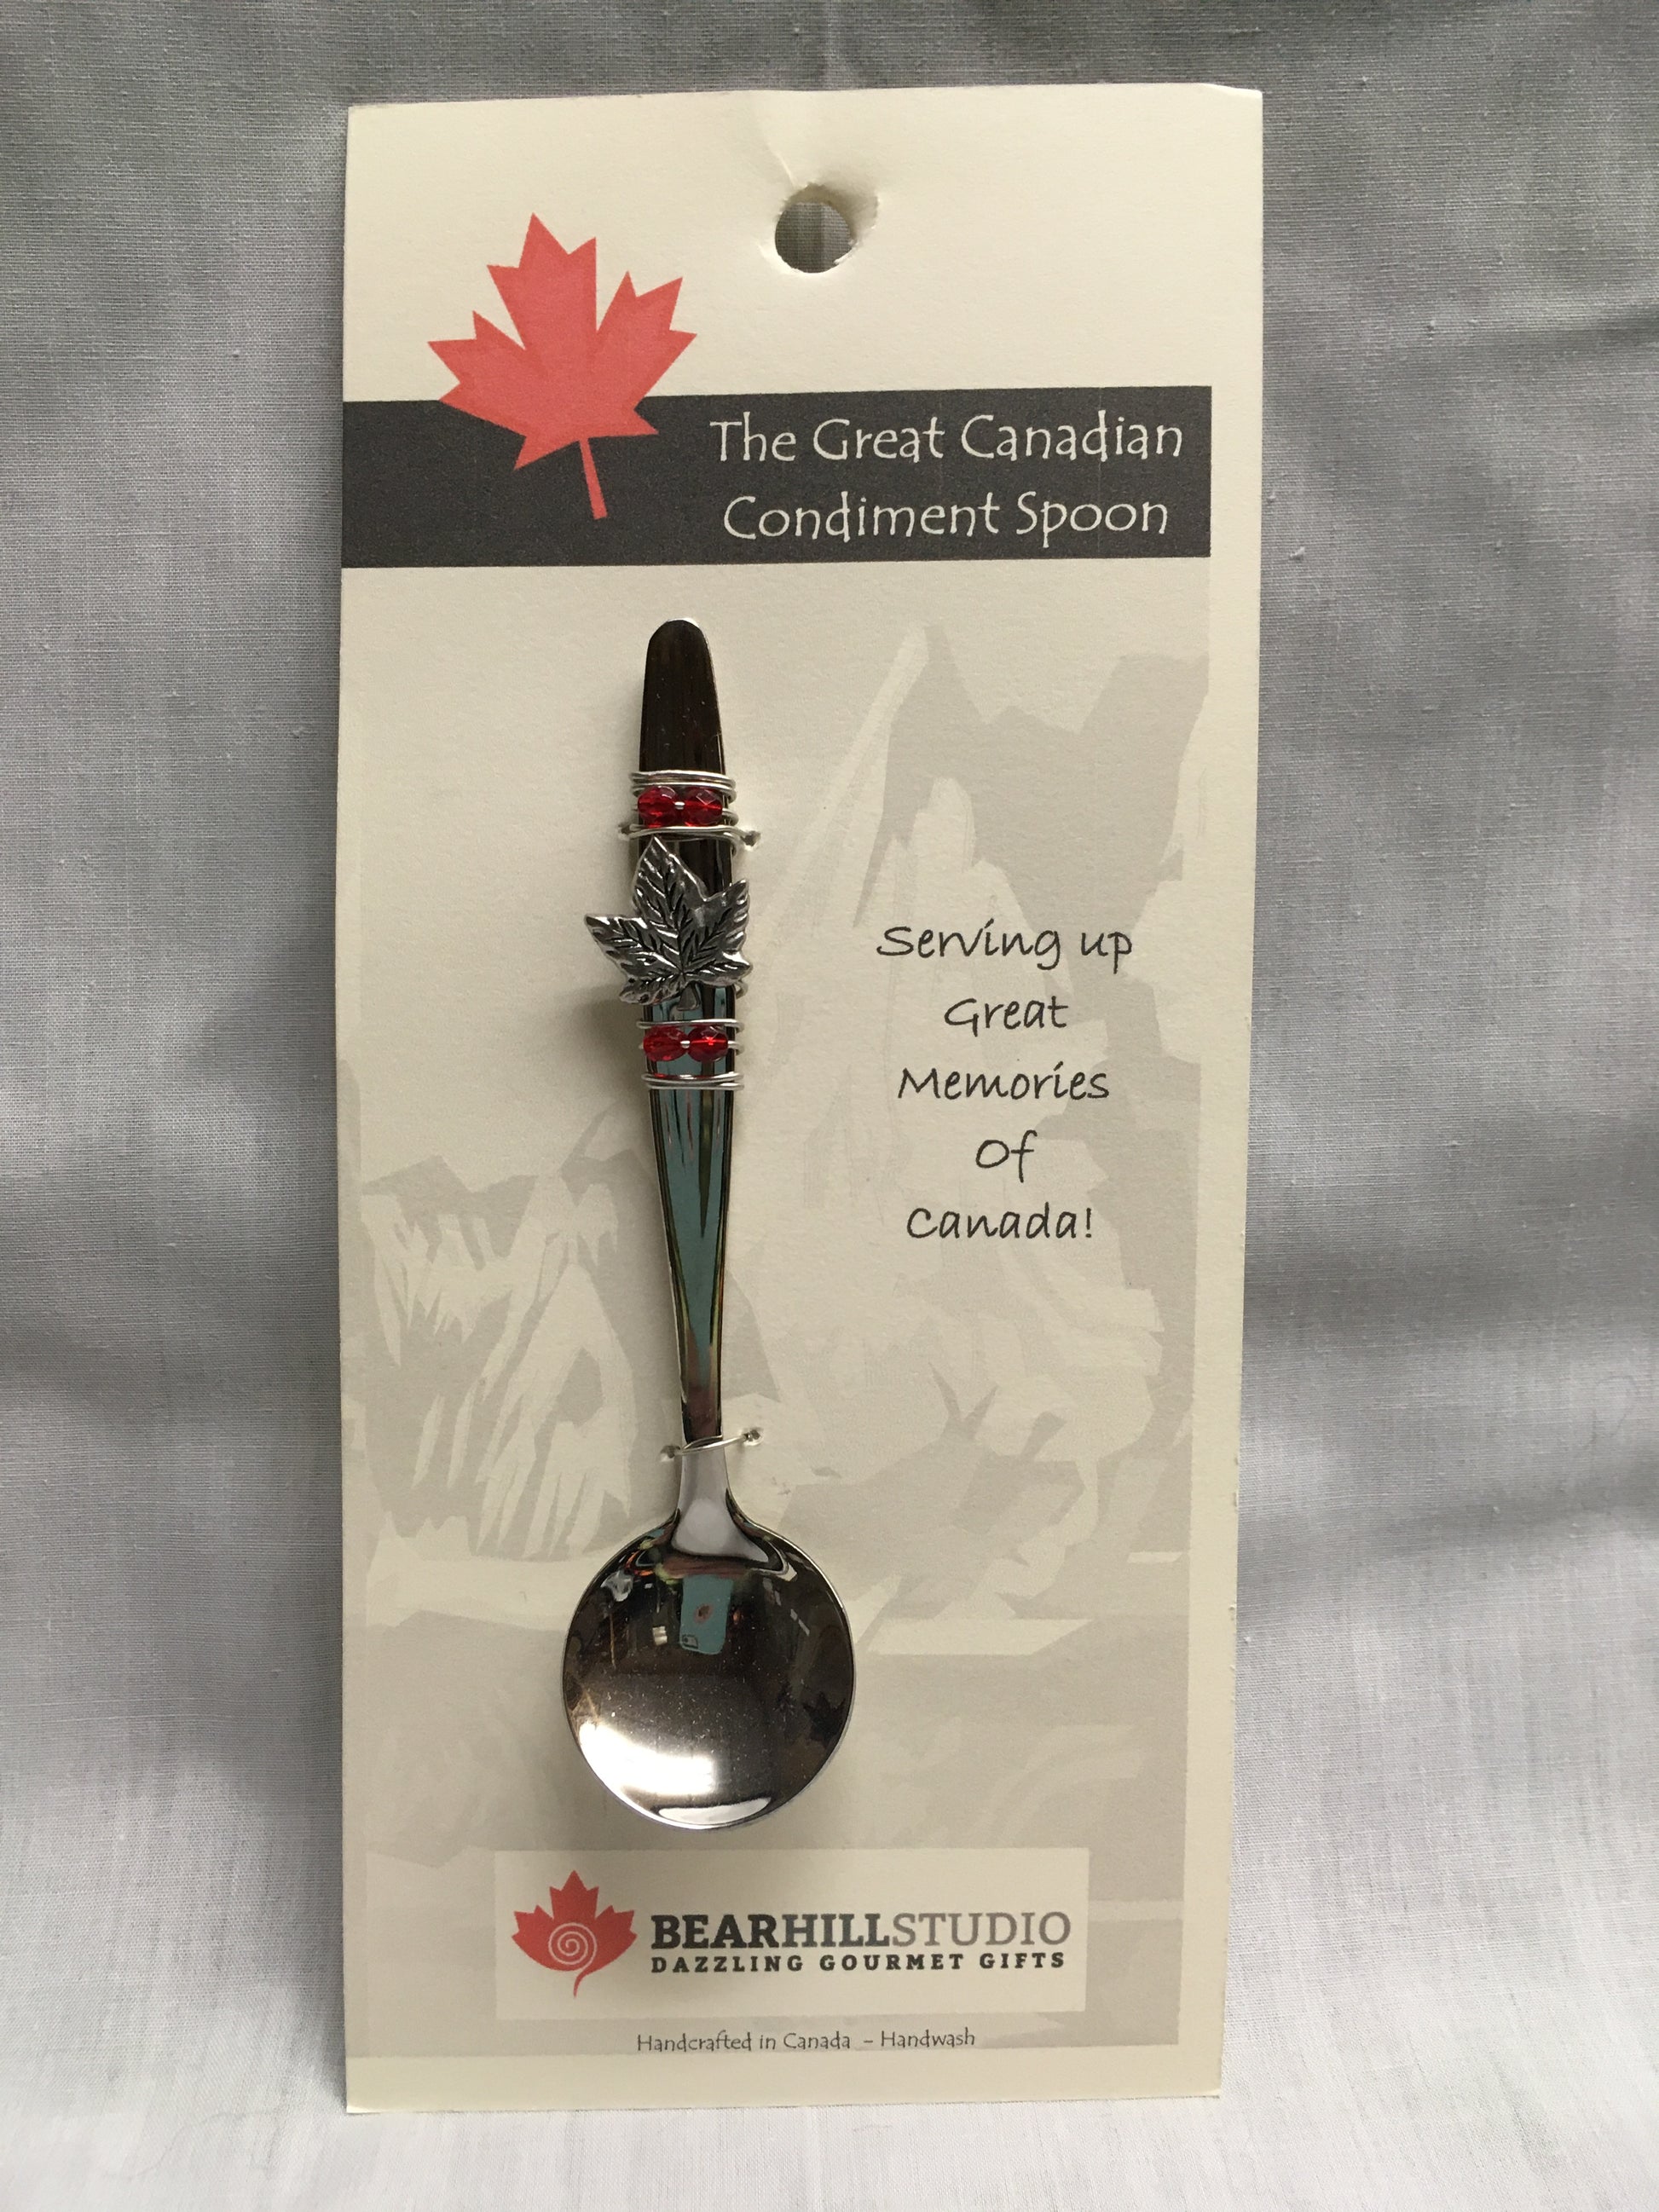 The Great Canadian
Condiment Spoon
Serving up
Great
Memories
Of
Canada!
BEARHILLSTUDIO
DAZZLING GOURMET GIFTS
Handcrafted in Canada – Handwash